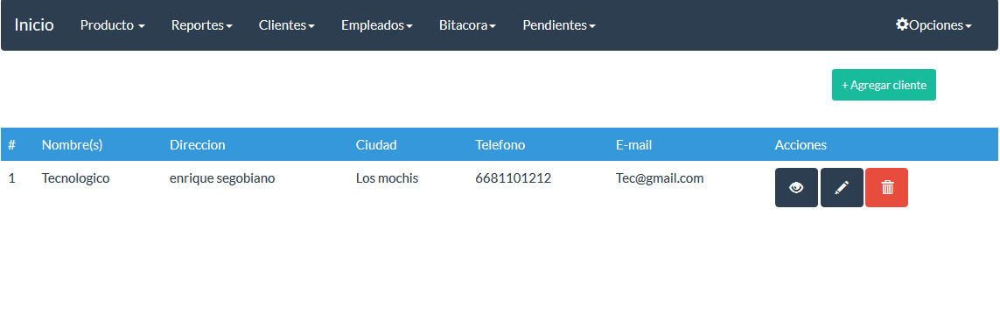 Inicio Producto Reportes Clientes Empleados Bitacora Pendientes Opciones
+ Agregar cliente
# Nombre(s) Direccion Ciudad Telefono E-mail Acciones
1 Tecnologico enrique segobiano Los mochis 6681101212 Tec@gmail.com